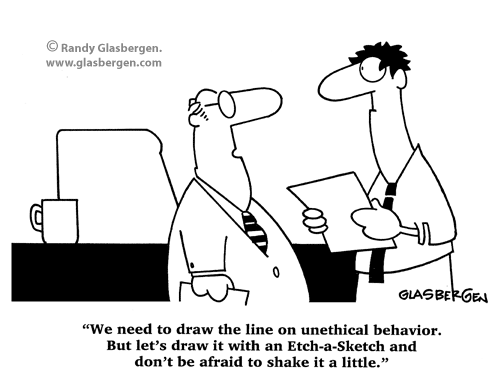 © Randy Glasbergen.
www.glasbergen.com
GLASBERGEN
“We need to draw the line on unethical behavior.
But let’s draw it with an Etch-a-Sketch and
don’t be afraid to shake it a little.”